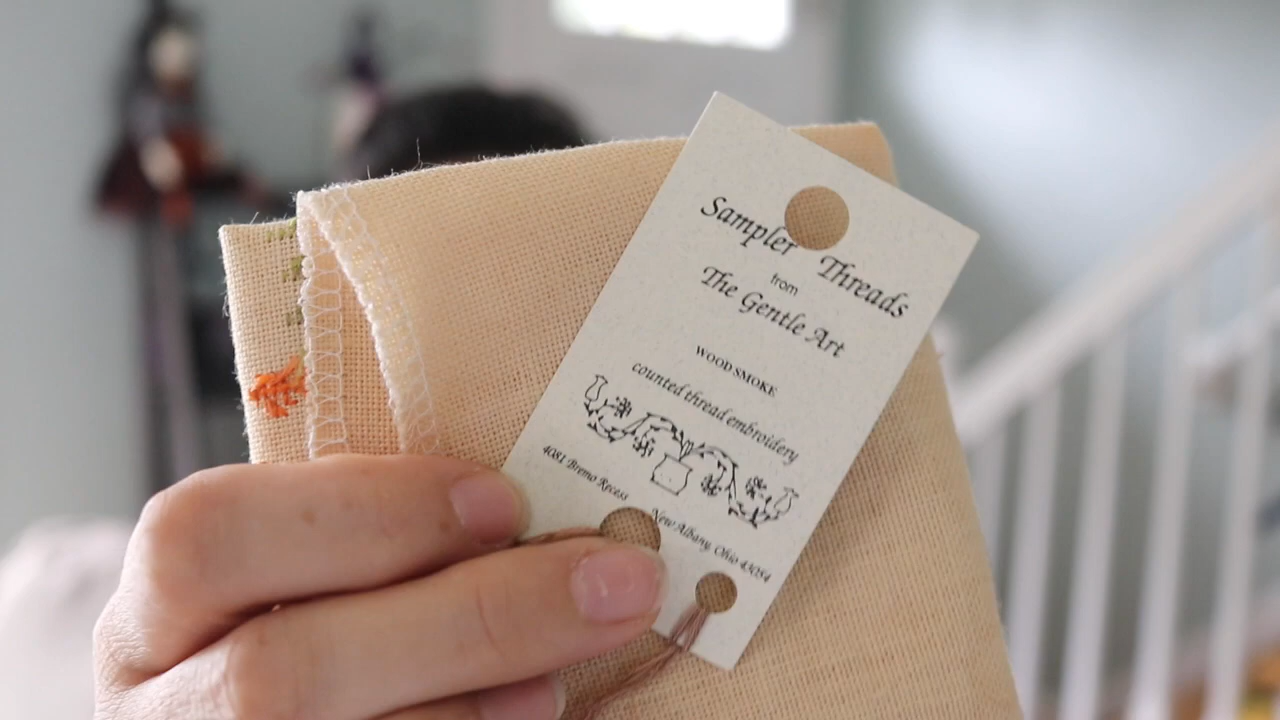 Sampler Threads
from
The Gentle Art
WOOD SMOKE
counted thread embroidery
4081 Bremo Recess New Albany, Ohio 43054